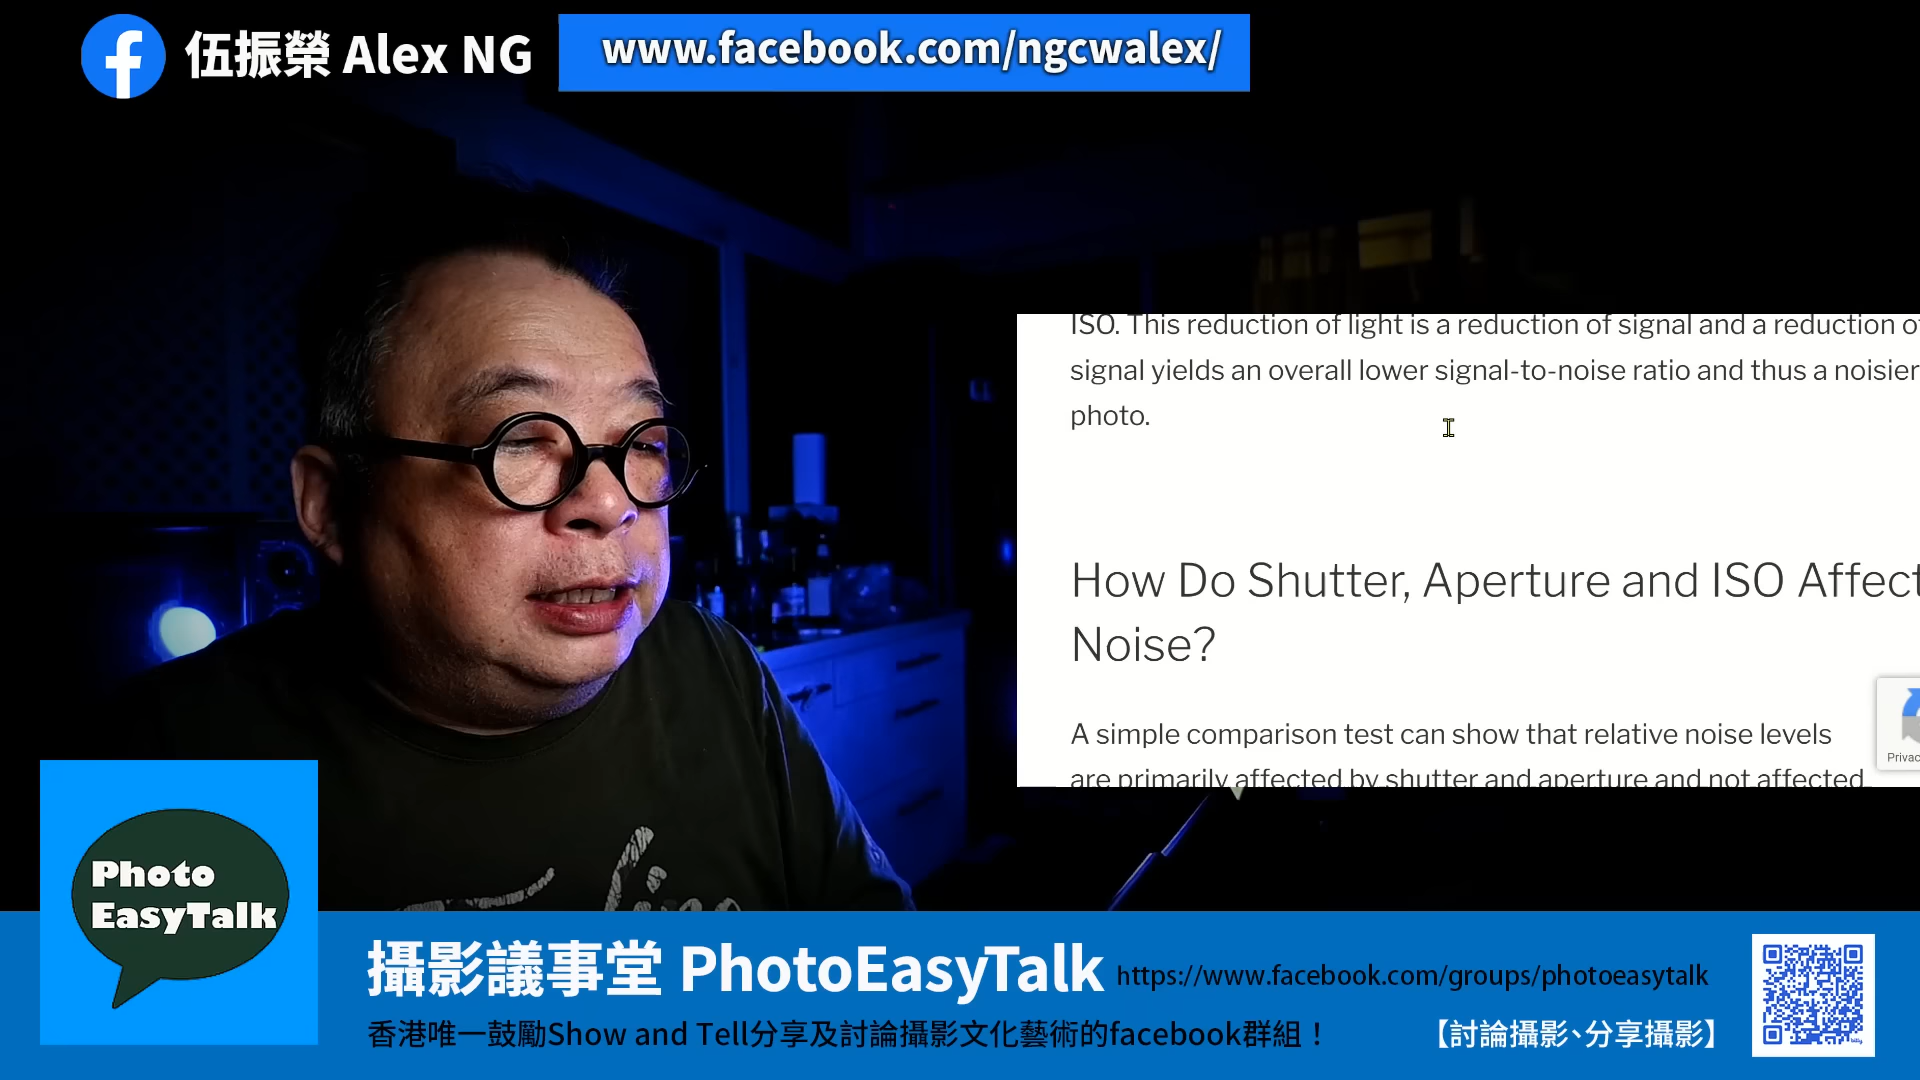 伍振榮 Alex NG
www.facebook.com/ngcwalex/
ISO. This reduction of light is a reduction of signal and a reduction o
signal yields an overall lower signal-to-noise ratio and thus a noisier
photo.
How Do Shutter, Aperture and ISO Affect
Noise?
A simple comparison test can show that relative noise levels
are primarily affected by shutter and aperture and not affected
Privac
Photo
EasyTalk
攝影議事堂 PhotoEasyTalk https://www.facebook.com/groups/photoeasytalk
香港唯一鼓勵Show and Tell分享及討論攝影文化藝術的facebook群組！ 【討論攝影、分享攝影】